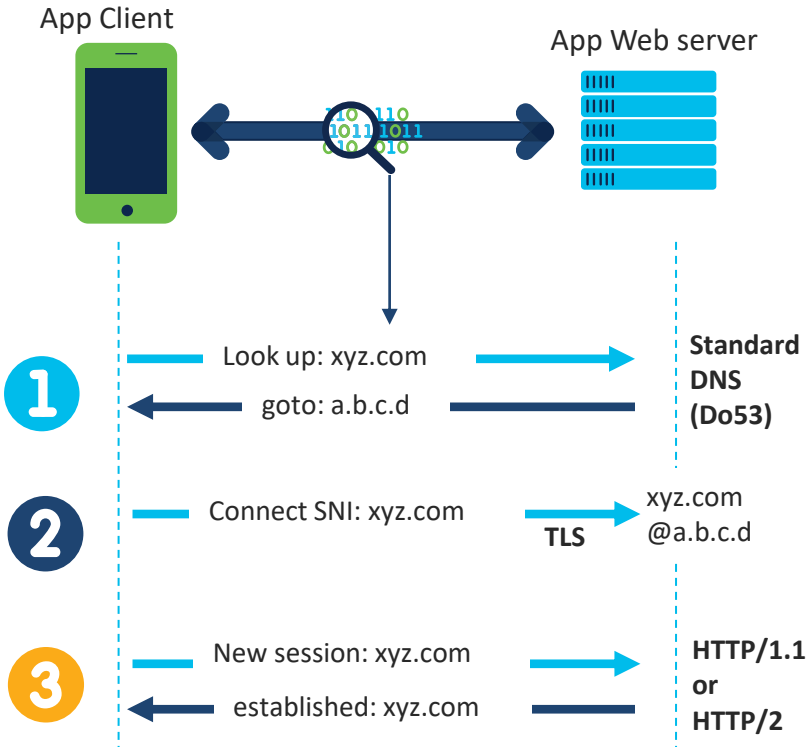 App Client
App Web server
110 110
1011 1011
010 010
Look up: xyz.com
goto: a.b.c.d
Standard
DNS
(Do53)
1
Connect SNI: xyz.com
TLS
xyz.com
@a.b.c.d
2
New session: xyz.com
established: xyz.com
HTTP/1.1
or
HTTP/2
3